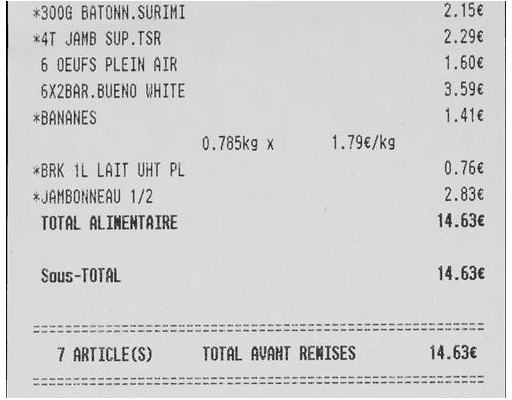 *300G BATONN.SURIMI 2.15€
*4T JAMB SUP.TSR 2.29€
6 OEUFS PLEIN AIR 1.60€
6X2BAR.BUENO WHITE 3.59€
*BANANES 1.41€
0.785kg x 1.79€/kg
*BRK 1L LAIT UHT PL 0.76€
*JAMBONNEAU 1/2 2.83€
TOTAL ALIMENTAIRE 14.63€
Sous-TOTAL 14.63€
========================================
7 ARTICLE(S) TOTAL AVANT REMISES 14.63€
========================================